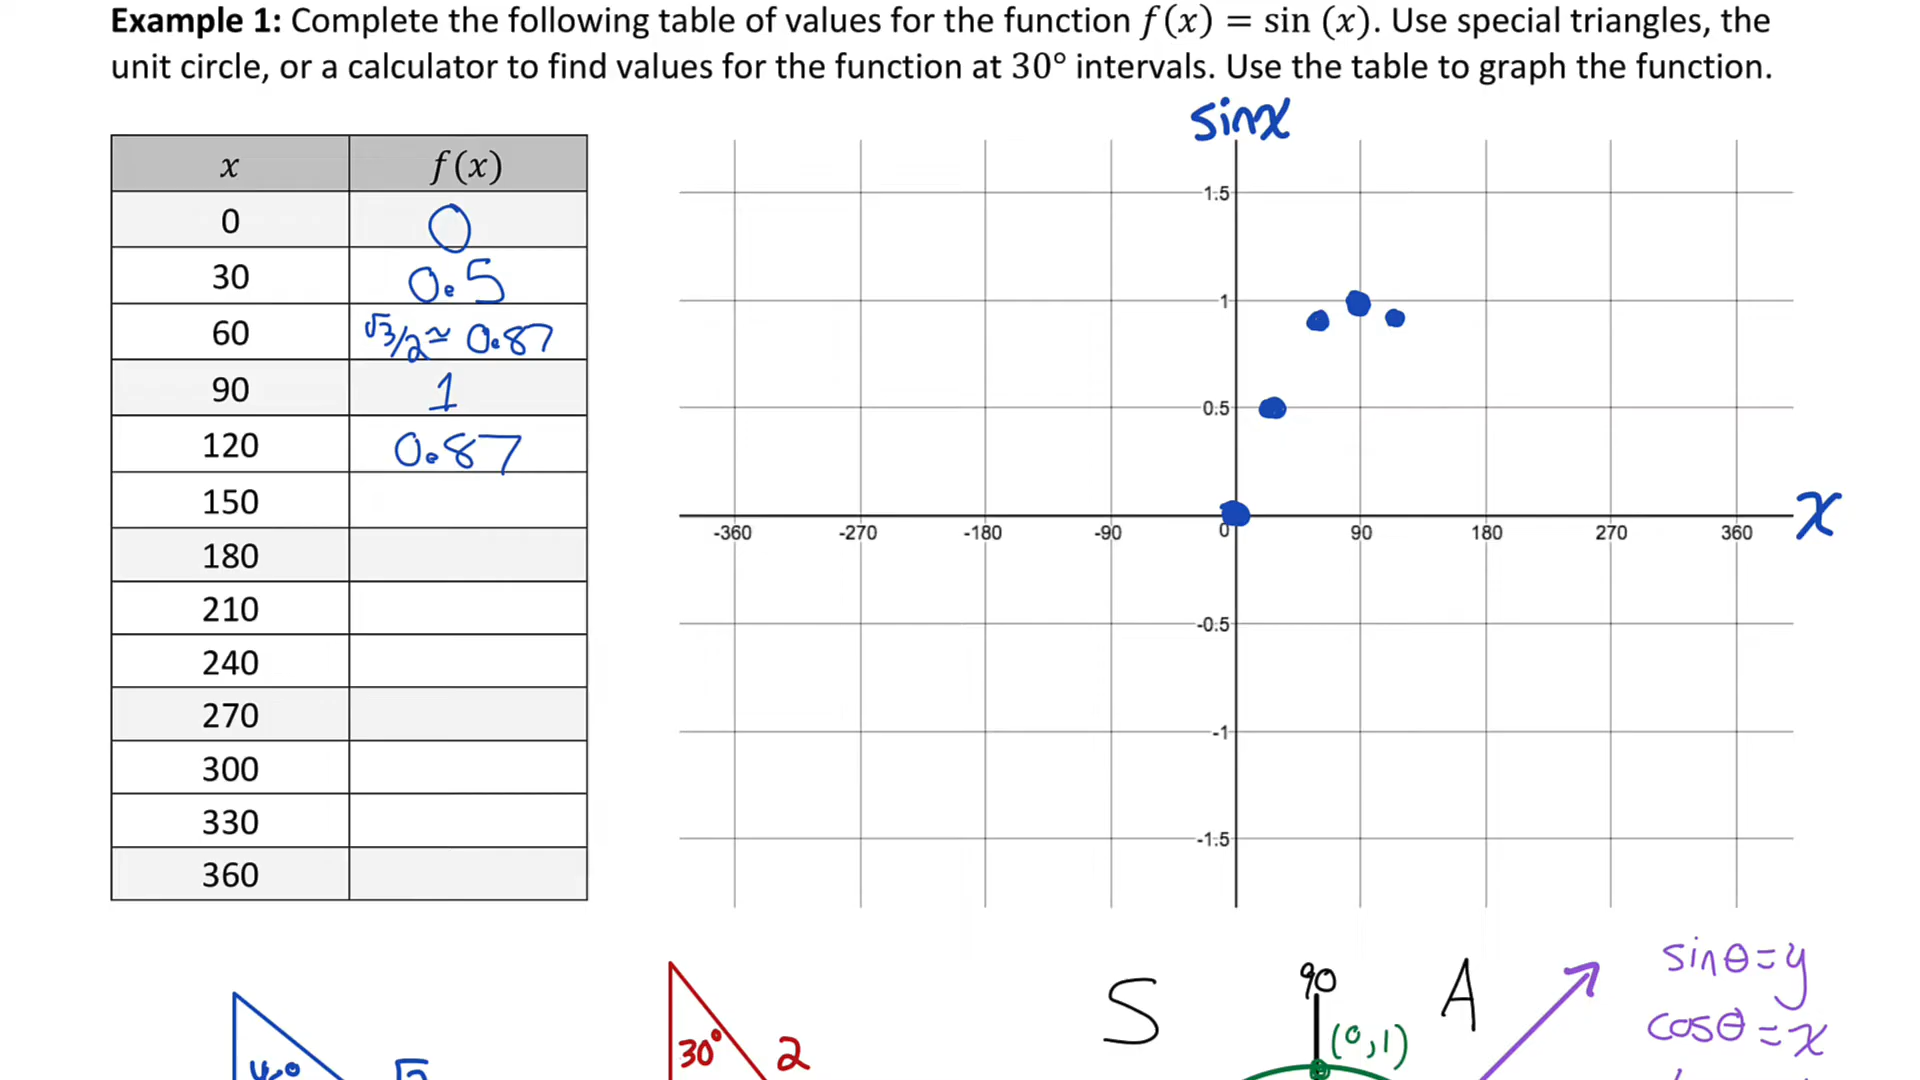 Example 1: Complete the following table of values for the function f(x) = sin (x). Use special triangles, the
unit circle, or a calculator to find values for the function at 30° intervals. Use the table to graph the function.
x f(x)
0 0
30 0.5
60 √3/2 ≃ 0.87
90 1
120 0.87
150
180
210
240
270
300
330
360
sinx
1.5
1
0.5
x
-360 -270 -180 -90 0 90 180 270 360
-0.5
-1
-1.5
30° 2
S 90 A
(0,1)
sinθ=y
cosθ=x